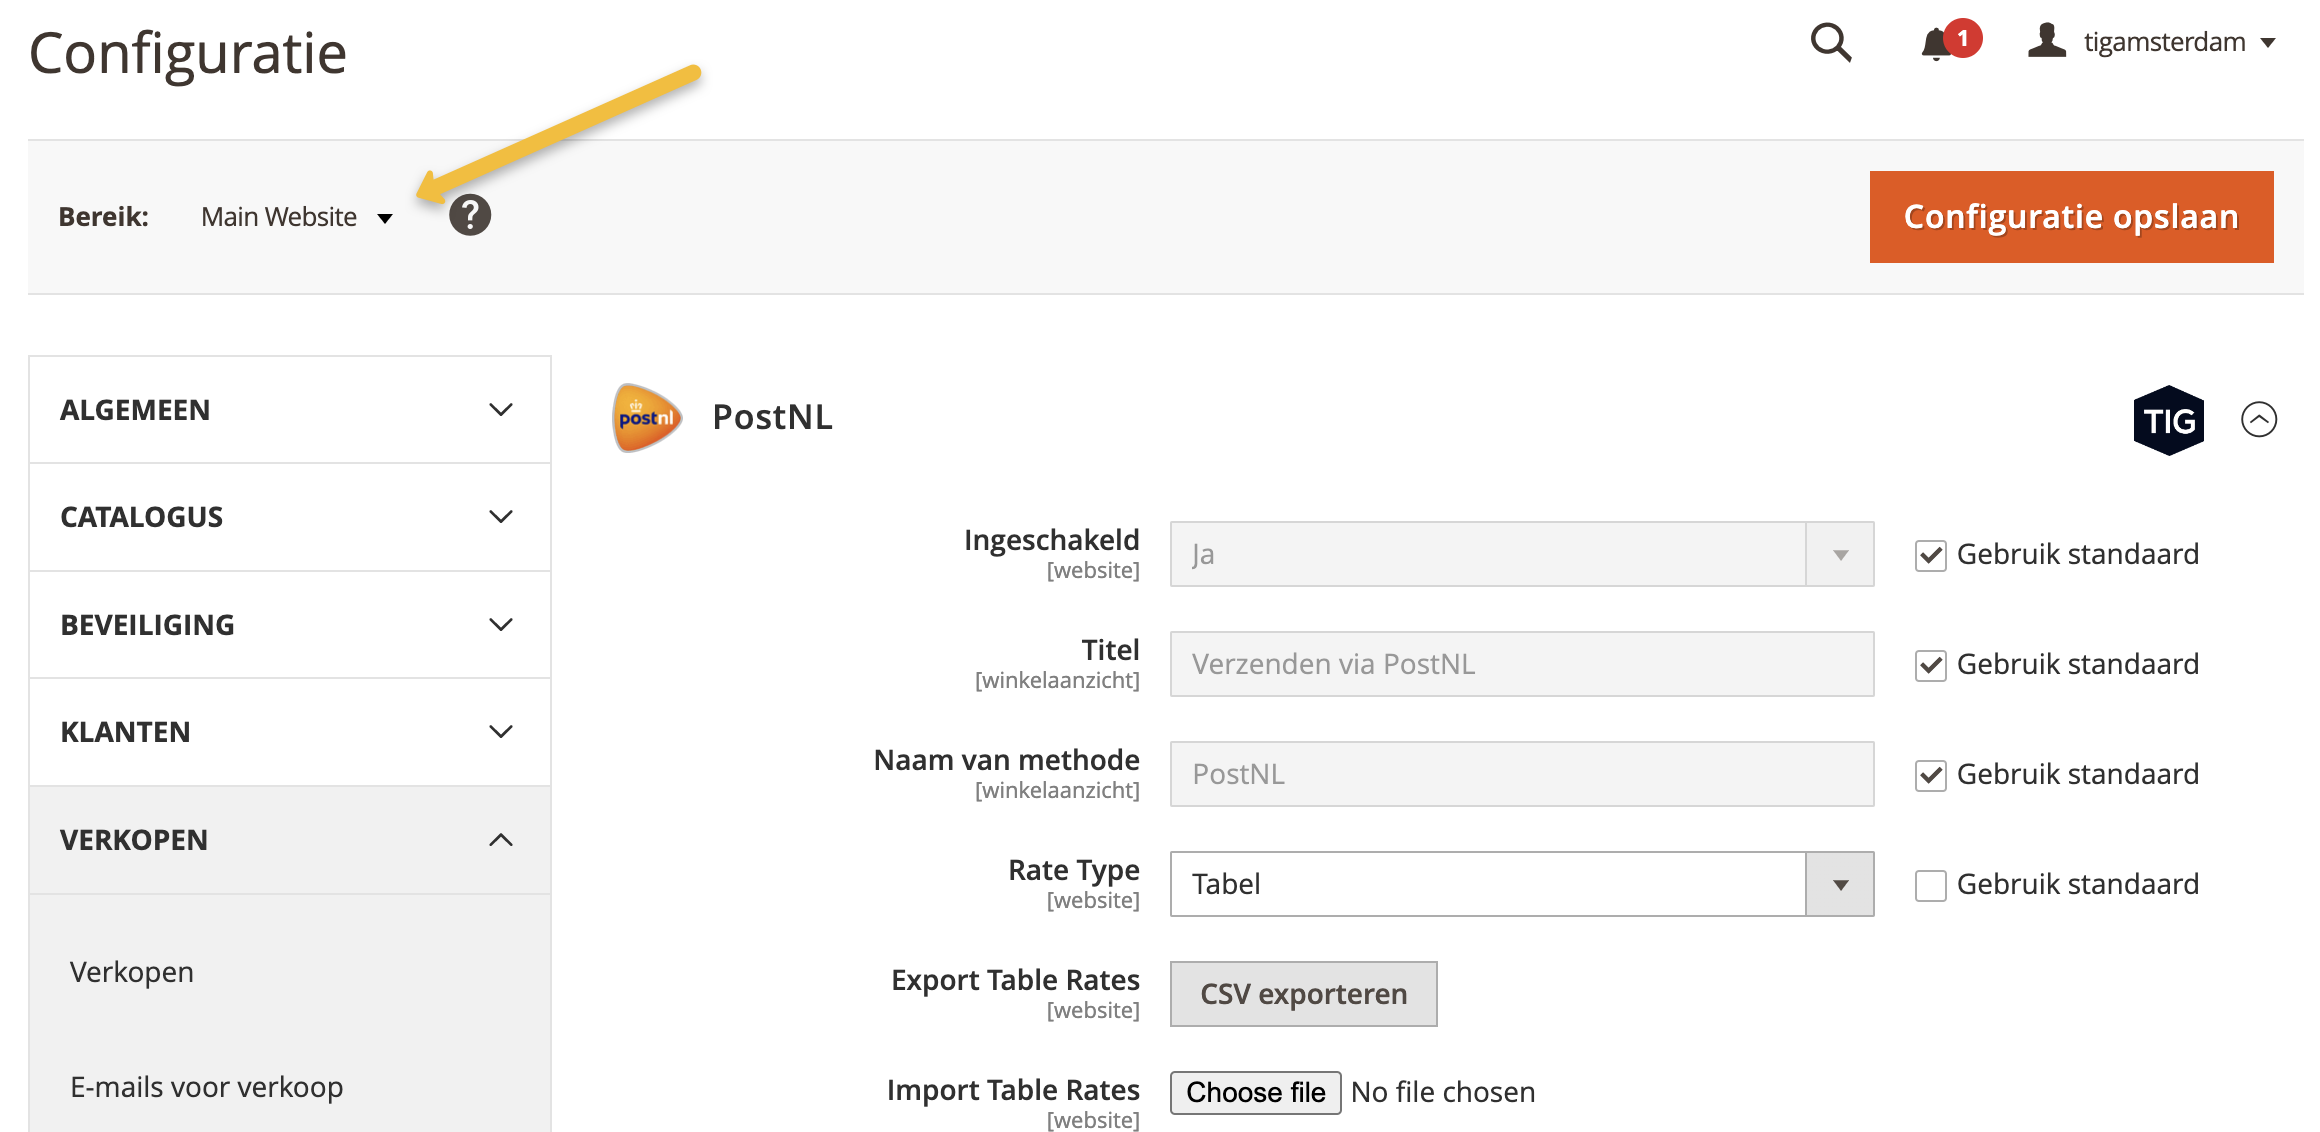 Configuratie
1
tigamsterdam
Bereik:
Main Website
?
Configuratie opslaan
ALGEMEEN
CATALOGUS
BEVEILIGING
KLANTEN
VERKOPEN
Verkopen
E-mails voor verkoop
postnl
PostNL
TIG
Ingeschakeld
[website]
Ja
Gebruik standaard
Titel
[winkelaanzicht]
Verzenden via PostNL
Gebruik standaard
Naam van methode
[winkelaanzicht]
PostNL
Gebruik standaard
Rate Type
[website]
Tabel
Gebruik standaard
Export Table Rates
[website]
CSV exporteren
Import Table Rates
[website]
Choose file No file chosen